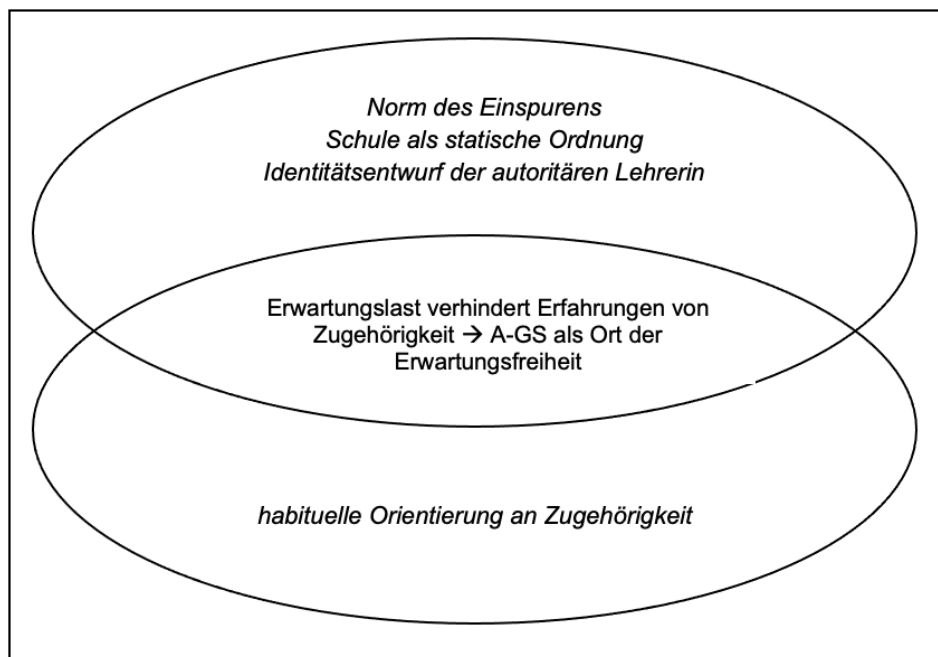 Norm des Einspurens
Schule als statische Ordnung
Identitätsentwurf der autoritären Lehrerin
Erwartungslast verhindert Erfahrungen von
Zugehörigkeit → A-GS als Ort der
Erwartungsfreiheit
habituelle Orientierung an Zugehörigkeit